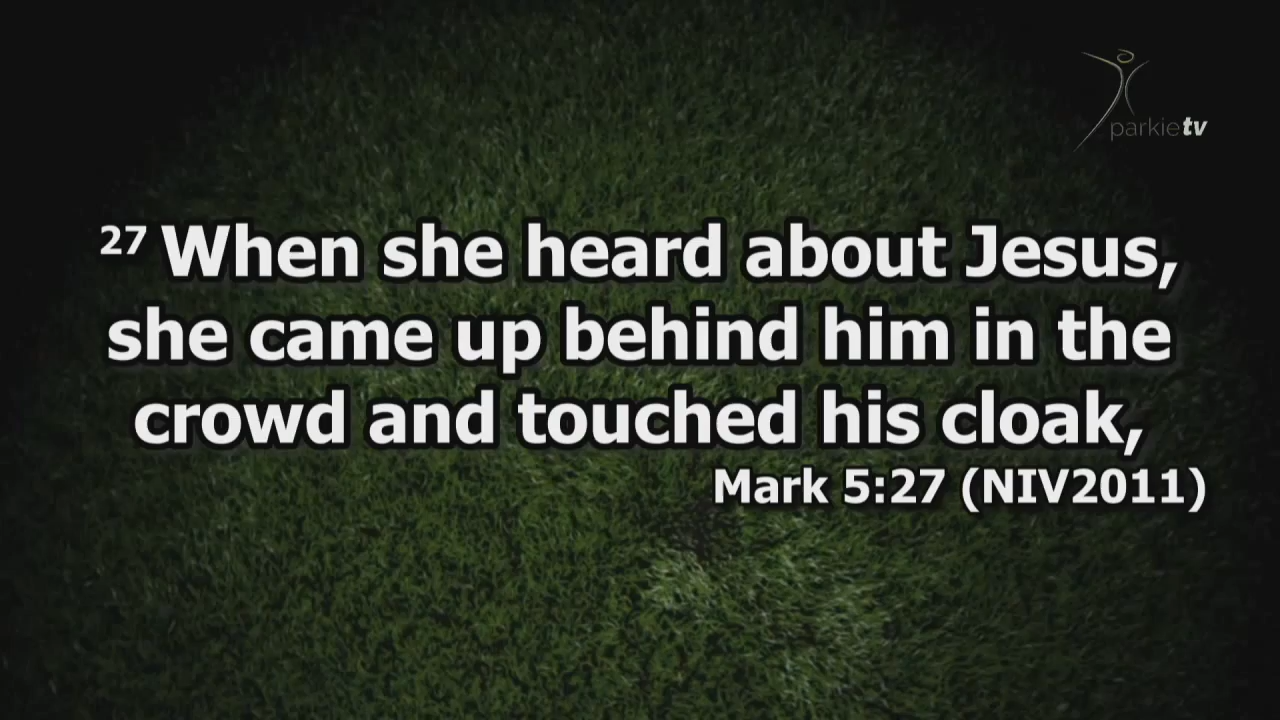 parkietv
27 When she heard about Jesus,
she came up behind him in the
crowd and touched his cloak,
Mark 5:27 (NIV2011)